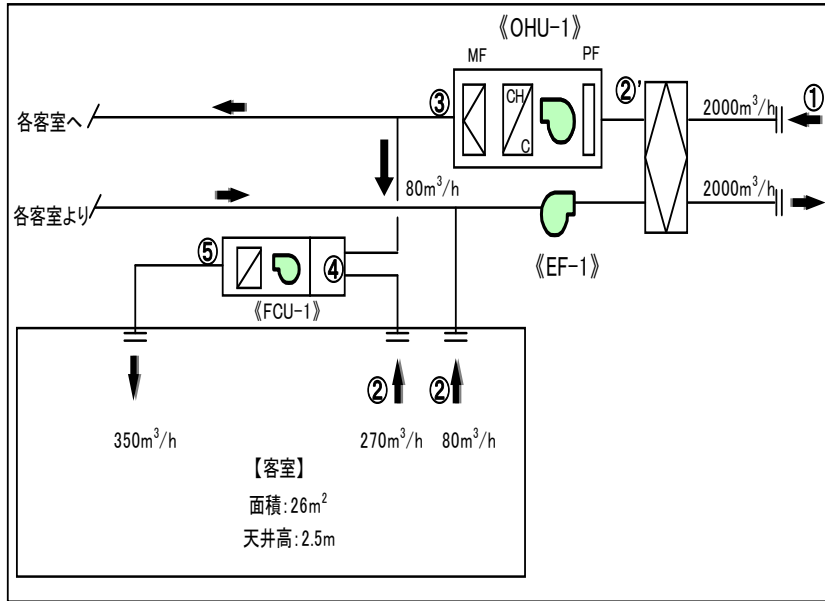 《OHU-1》
MF
PF
CH
C
③
②'
①
2000m³/h
各客室へ
80m³/h
2000m³/h
各客室より
《EF-1》
⑤
④
《FCU-1》
②
②
350m³/h
270m³/h
80m³/h
【客室】
面積:26m²
天井高:2.5m